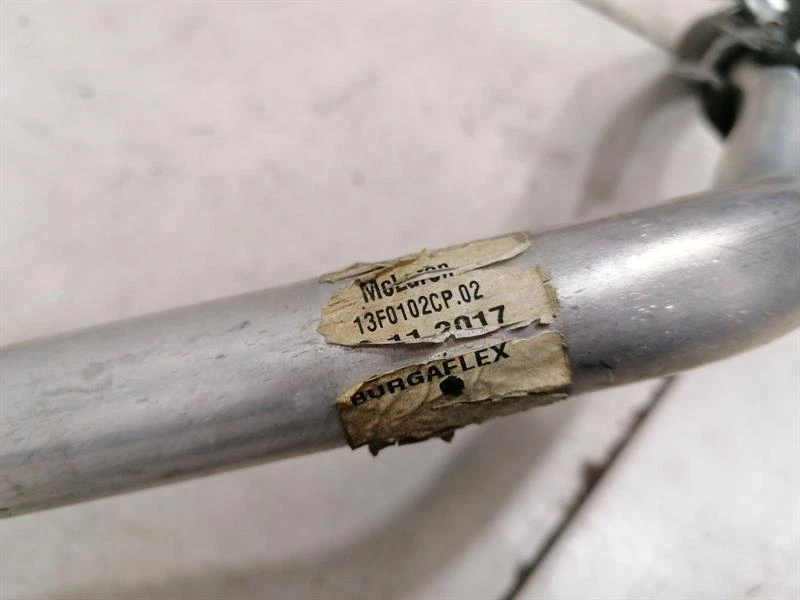 McLaren
13F0102CP.02
11.2017
BURGAFLEX